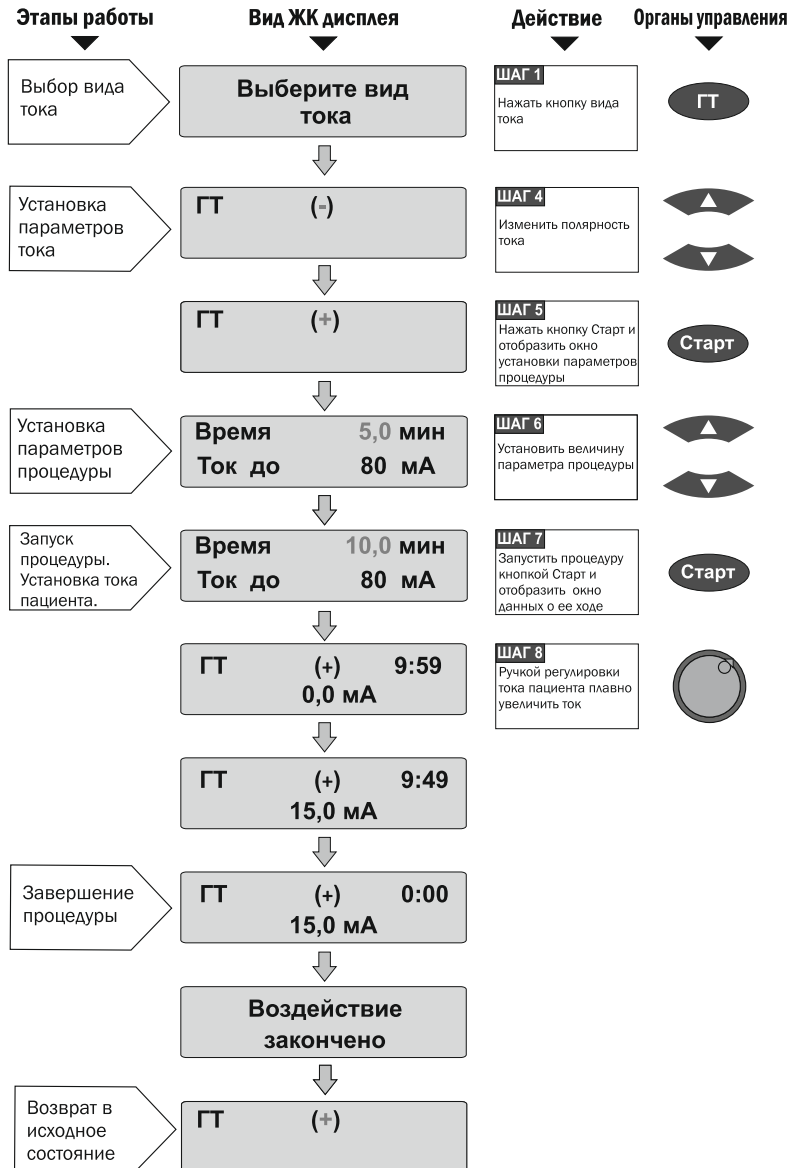 Этапы работы Вид ЖК дисплея Действие Органы управления
Выбор вида
тока
Выберите вид
тока
ШАГ 1
Нажать кнопку вида
тока
ГТ
Установка
параметров
тока
ГТ (-)
ШАГ 4
Изменить полярность
тока
ГТ (+)
ШАГ 5
Нажать кнопку Старт и
отобразить окно
установки параметров
процедуры
Старт
Установка
параметров
процедуры
Время 5,0 мин
Ток до 80 мА
ШАГ 6
Установить величину
параметра процедуры
Запуск
процедуры.
Установка тока
пациента.
Время 10,0 мин
Ток до 80 мА
ШАГ 7
Запустить процедуру
кнопкой Старт и
отобразить окно
данных о ее ходе
Старт
ГТ (+) 9:59
0,0 мА
ШАГ 8
Ручкой регулировки
тока пациента плавно
увеличить ток
ГТ (+) 9:49
15,0 мА
Завершение
процедуры
ГТ (+) 0:00
15,0 мА
Воздействие
закончено
Возврат в
исходное
состояние
ГТ (+)